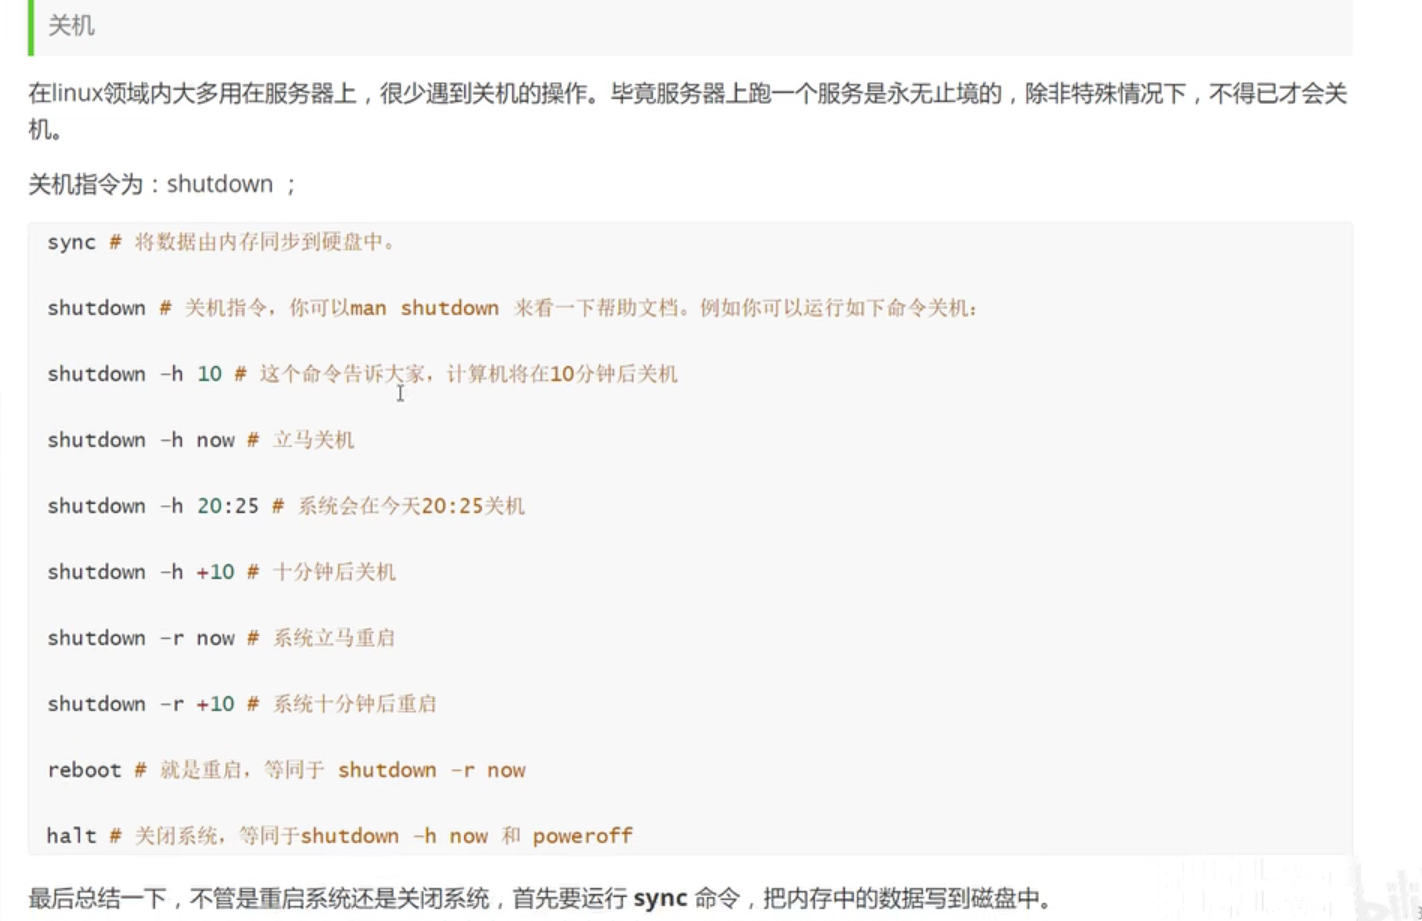 关机
在linux领域内大多用在服务器上，很少遇到关机的操作。毕竟服务器上跑一个服务是永无止境的，除非特殊情况下，不得已才会关
机。
关机指令为：shutdown ；
sync # 将数据由内存同步到硬盘中。
shutdown # 关机指令，你可以man shutdown 来看一下帮助文档。例如你可以运行如下命令关机：
shutdown -h 10 # 这个命令告诉大家，计算机将在10分钟后关机
shutdown -h now # 立马关机
shutdown -h 20:25 # 系统会在今天20:25关机
shutdown -h +10 # 十分钟后关机
shutdown -r now # 系统立马重启
shutdown -r +10 # 系统十分钟后重启
reboot # 就是重启，等同于 shutdown -r now
halt # 关闭系统，等同于shutdown -h now 和 poweroff
最后总结一下，不管是重启系统还是关闭系统，首先要运行 sync 命令，把内存中的数据写到磁盘中。